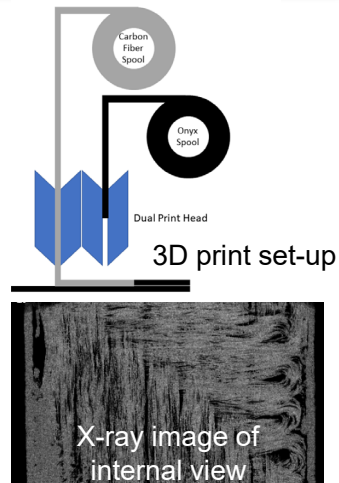 Carbon
Fiber
Spool
Onyx
Spool
Dual Print Head
3D print set-up
X-ray image of
internal view